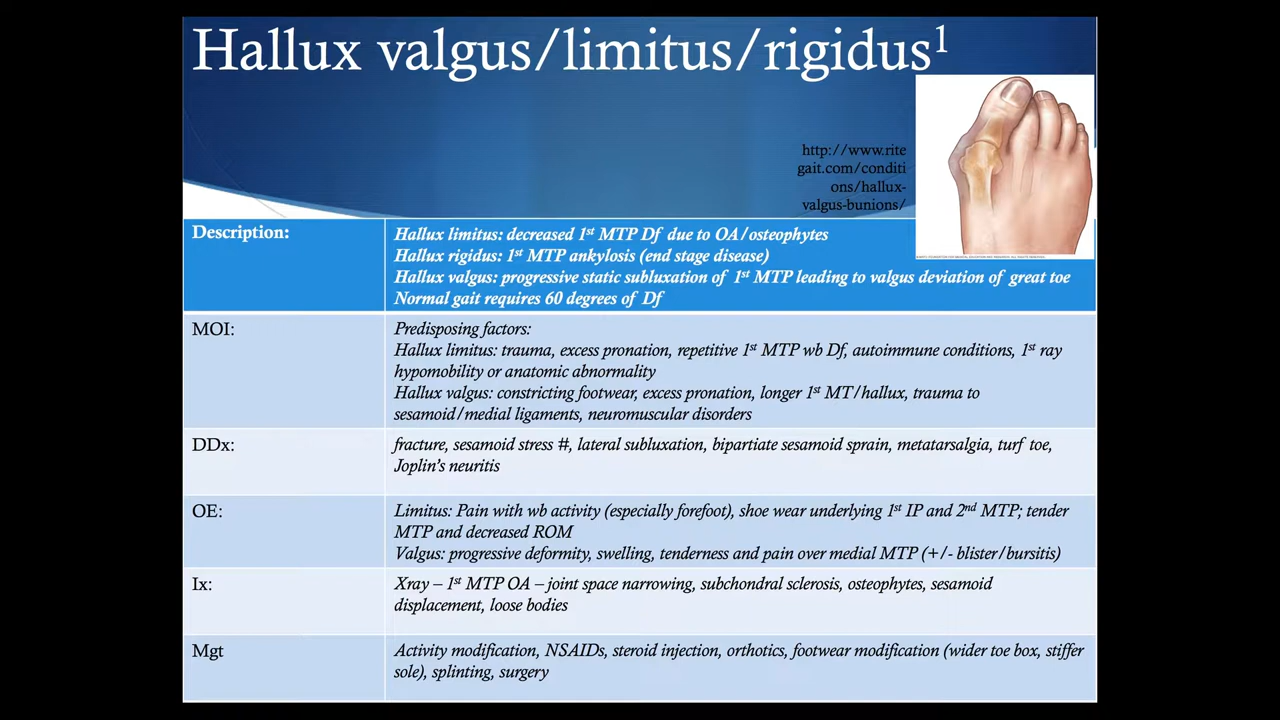 Hallux valgus/limitus/rigidus¹
http://www.rite
gait.com/conditi
ons/hallux-
valgus-bunions/
Description:
Hallux limitus: decreased 1st MTP Df due to OA/osteophytes
Hallux rigidus: 1st MTP ankylosis (end stage disease)
Hallux valgus: progressive static subluxation of 1st MTP leading to valgus deviation of great toe
Normal gait requires 60 degrees of Df
MOI:
Predisposing factors:
Hallux limitus: trauma, excess pronation, repetitive 1st MTP wb Df, autoimmune conditions, 1st ray
hypomobility or anatomic abnormality
Hallux valgus: constricting footwear, excess pronation, longer 1st MT/hallux, trauma to
sesamoid/medial ligaments, neuromuscular disorders
DDx:
fracture, sesamoid stress #, lateral subluxation, bipartiate sesamoid sprain, metatarsalgia, turf toe,
Joplin's neuritis
OE:
Limitus: Pain with wb activity (especially forefoot), shoe wear underlying 1st IP and 2nd MTP; tender
MTP and decreased ROM
Valgus: progressive deformity, swelling, tenderness and pain over medial MTP (+/- blister/bursitis)
Ix:
Xray – 1st MTP OA – joint space narrowing, subchondral sclerosis, osteophytes, sesamoid
displacement, loose bodies
Mgt
Activity modification, NSAIDs, steroid injection, orthotics, footwear modification (wider toe box, stiffer
sole), splinting, surgery